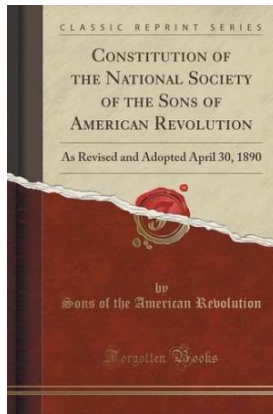 CLASSIC REPRINT SERIES
CONSTITUTION OF
THE NATIONAL SOCIETY
OF THE SONS OF
AMERICAN REVOLUTION
As Revised and Adopted April 30, 1890
by
Sons of the American Revolution
Forgotten Books